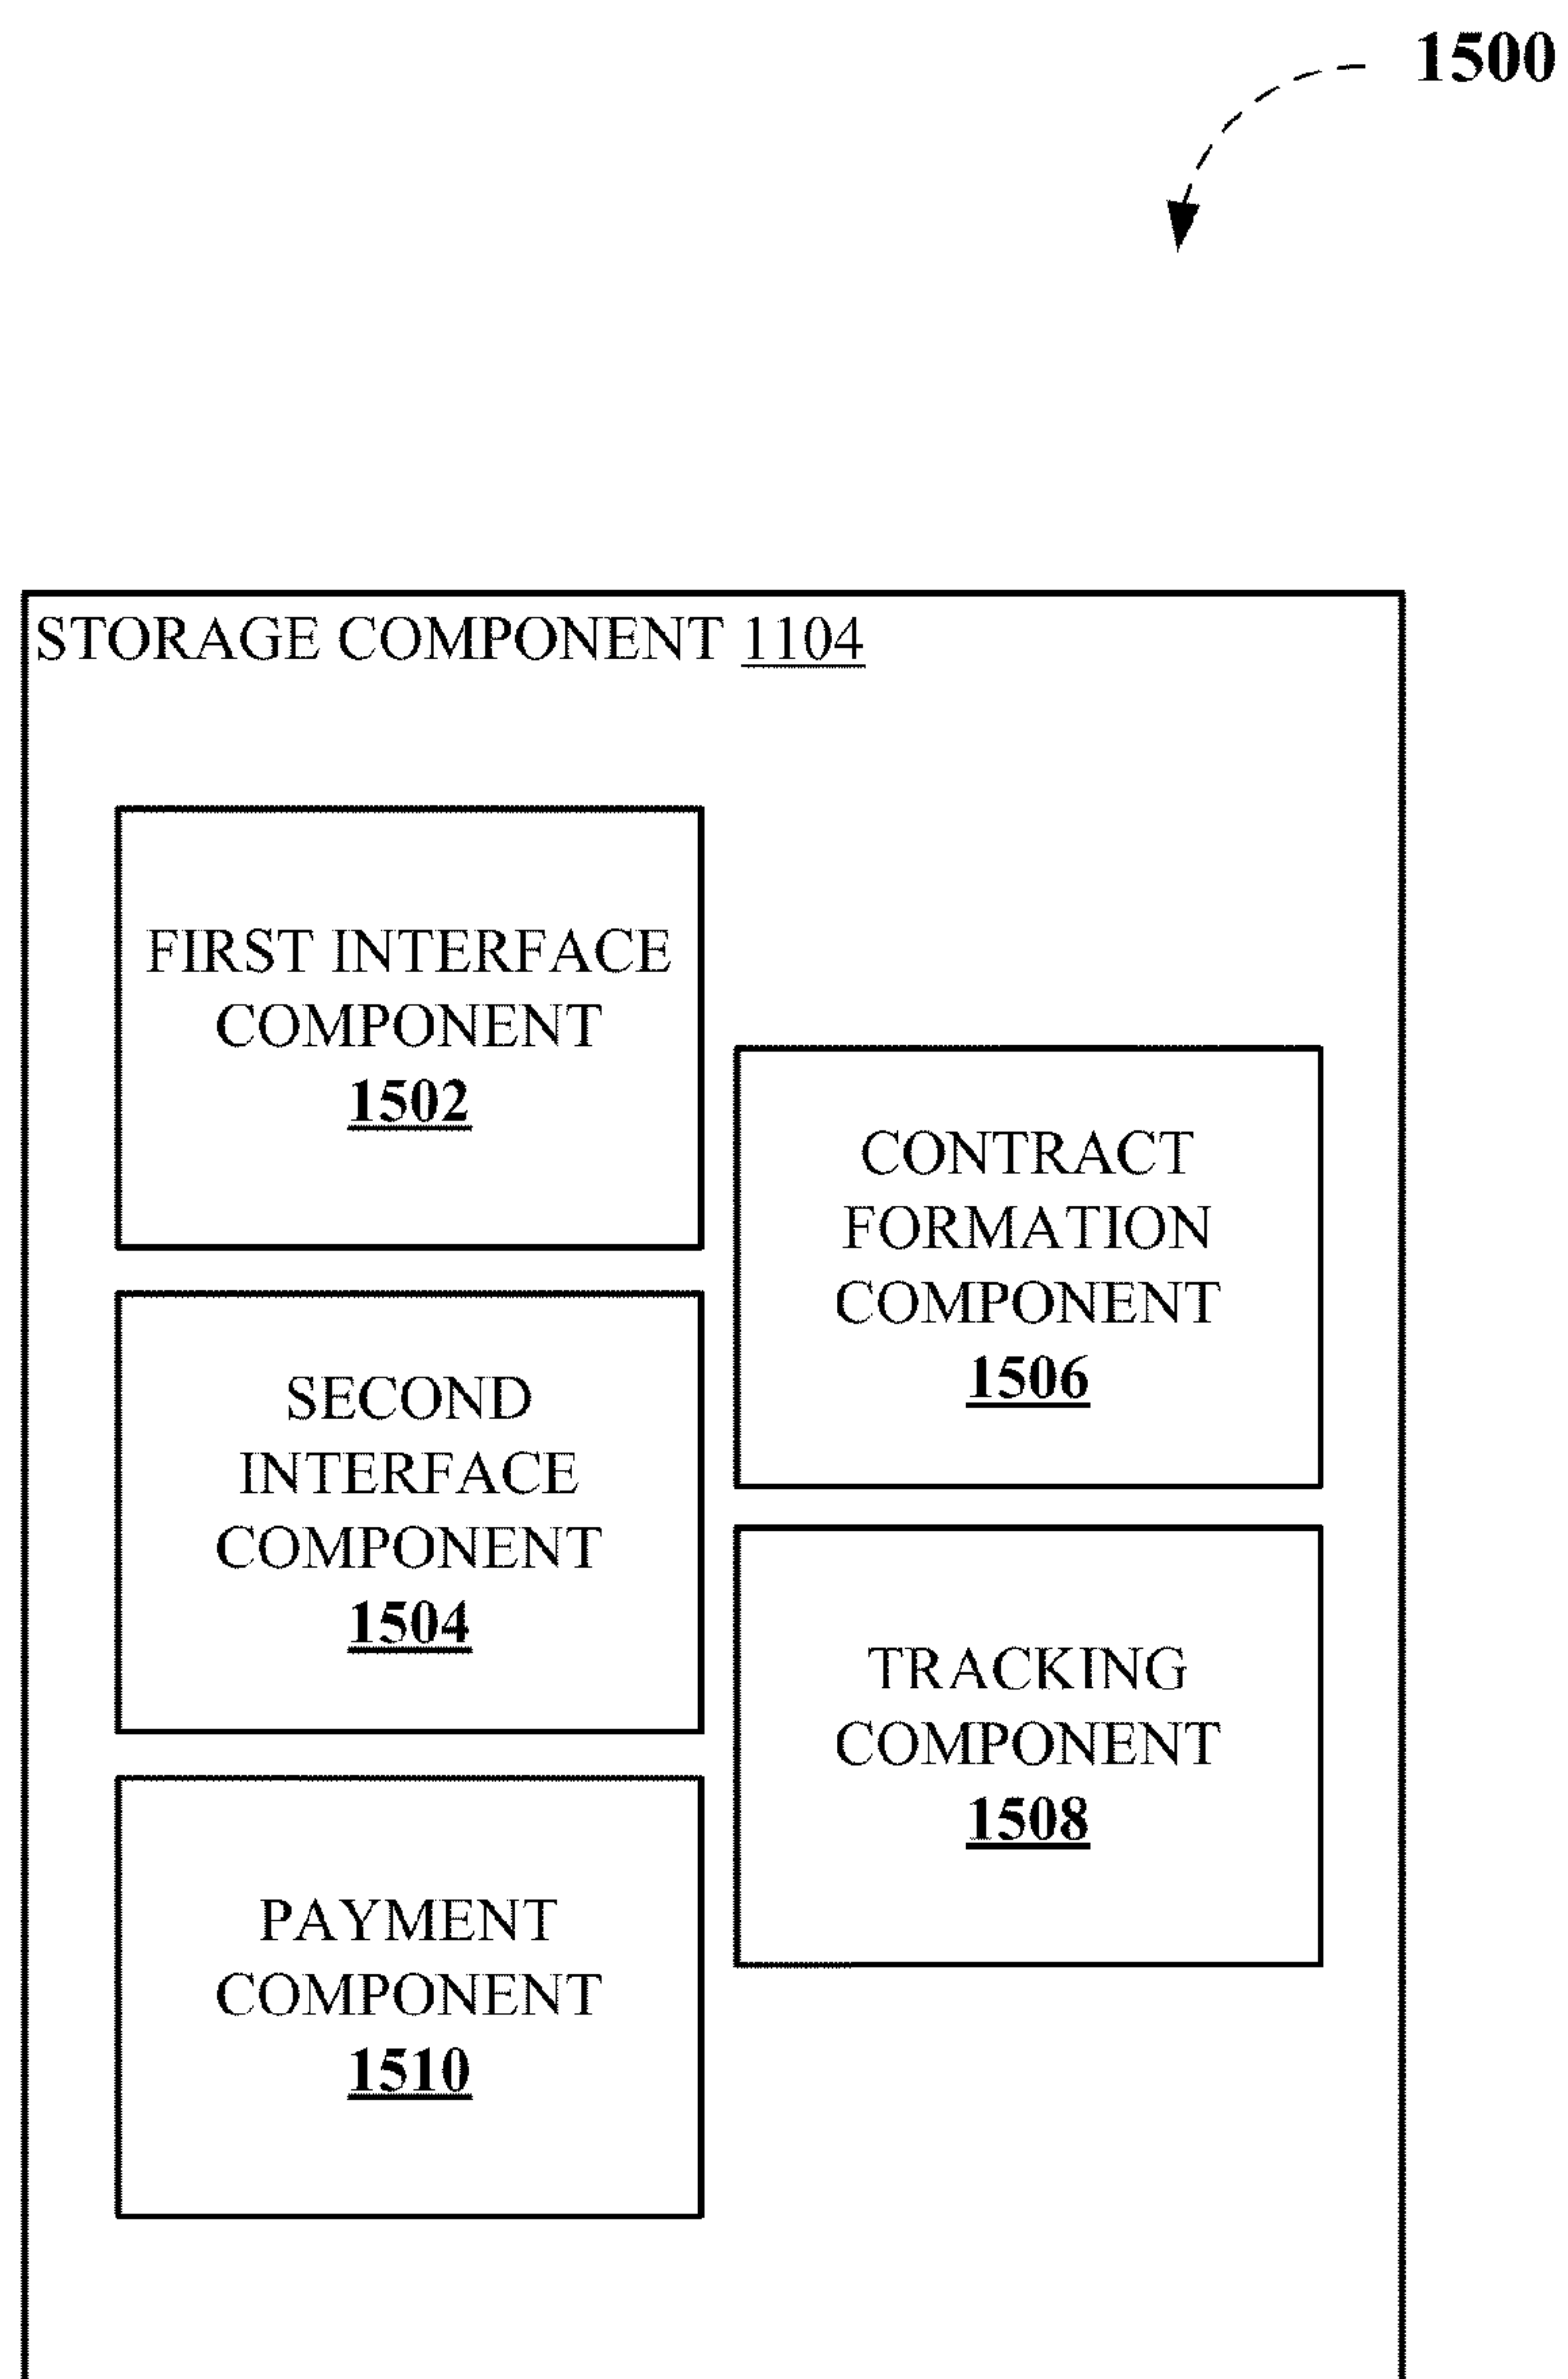 1500
STORAGE COMPONENT 1104
FIRST INTERFACE
COMPONENT
1502
SECOND
INTERFACE
COMPONENT
1504
PAYMENT
COMPONENT
1510
CONTRACT
FORMATION
COMPONENT
1506
TRACKING
COMPONENT
1508